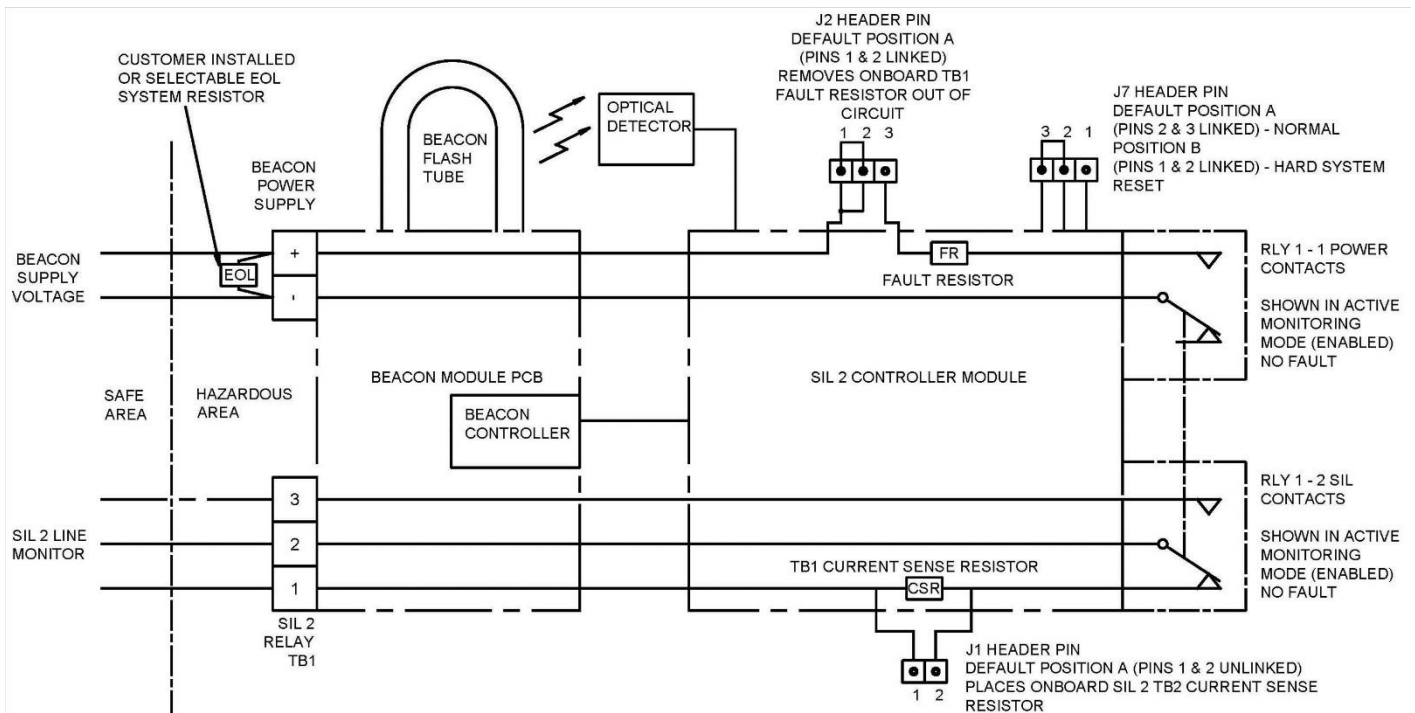 CUSTOMER INSTALLED
OR SELECTABLE EOL
SYSTEM RESISTOR
J2 HEADER PIN
DEFAULT POSITION A
(PINS 1 & 2 LINKED)
REMOVES ONBOARD TB1
FAULT RESISTOR OUT OF
CIRCUIT
1 2 3
J7 HEADER PIN
DEFAULT POSITION A
(PINS 2 & 3 LINKED) - NORMAL
POSITION B
(PINS 1 & 2 LINKED) - HARD SYSTEM
RESET
3 2 1
OPTICAL
DETECTOR
BEACON
FLASH
TUBE
BEACON
POWER
SUPPLY
BEACON
SUPPLY
VOLTAGE
EOL
+
-
FR
FAULT RESISTOR
RLY 1 - 1 POWER
CONTACTS
SHOWN IN ACTIVE
MONITORING
MODE (ENABLED)
NO FAULT
SAFE
AREA
HAZARDOUS
AREA
BEACON MODULE PCB
BEACON
CONTROLLER
SIL 2 CONTROLLER MODULE
SIL 2 LINE
MONITOR
3
2
1
SIL 2
RELAY
TB1
TB1 CURRENT SENSE RESISTOR
CSR
RLY 1 - 2 SIL
CONTACTS
SHOWN IN ACTIVE
MONITORING
MODE (ENABLED)
NO FAULT
1 2
J1 HEADER PIN
DEFAULT POSITION A (PINS 1 & 2 UNLINKED)
PLACES ONBOARD SIL 2 TB2 CURRENT SENSE
RESISTOR